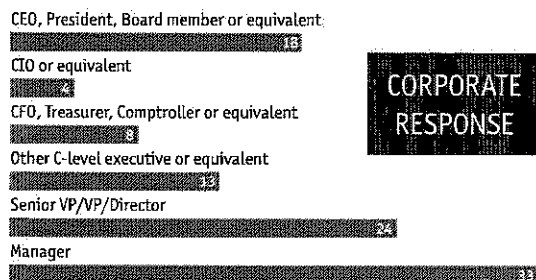 CEO, President, Board member or equivalent
18
CIO or equivalent
4
CFO, Treasurer, Comptroller or equivalent
8
Other C-level executive or equivalent
13
Senior VP/VP/Director
24
Manager
33
CORPORATE
RESPONSE